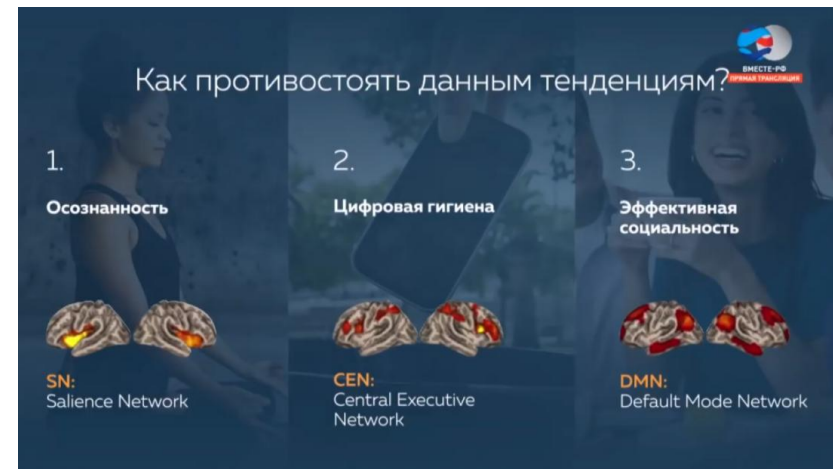 ВМЕСТЕ-РФ
ПРЯМАЯ ТРАНСЛЯЦИЯ
Как противостоять данным тенденциям?
1.
Осознанность
SN:
Salience Network
2.
Цифровая гигиена
CEN:
Central Executive
Network
3.
Эффективная
социальность
DMN:
Default Mode Network